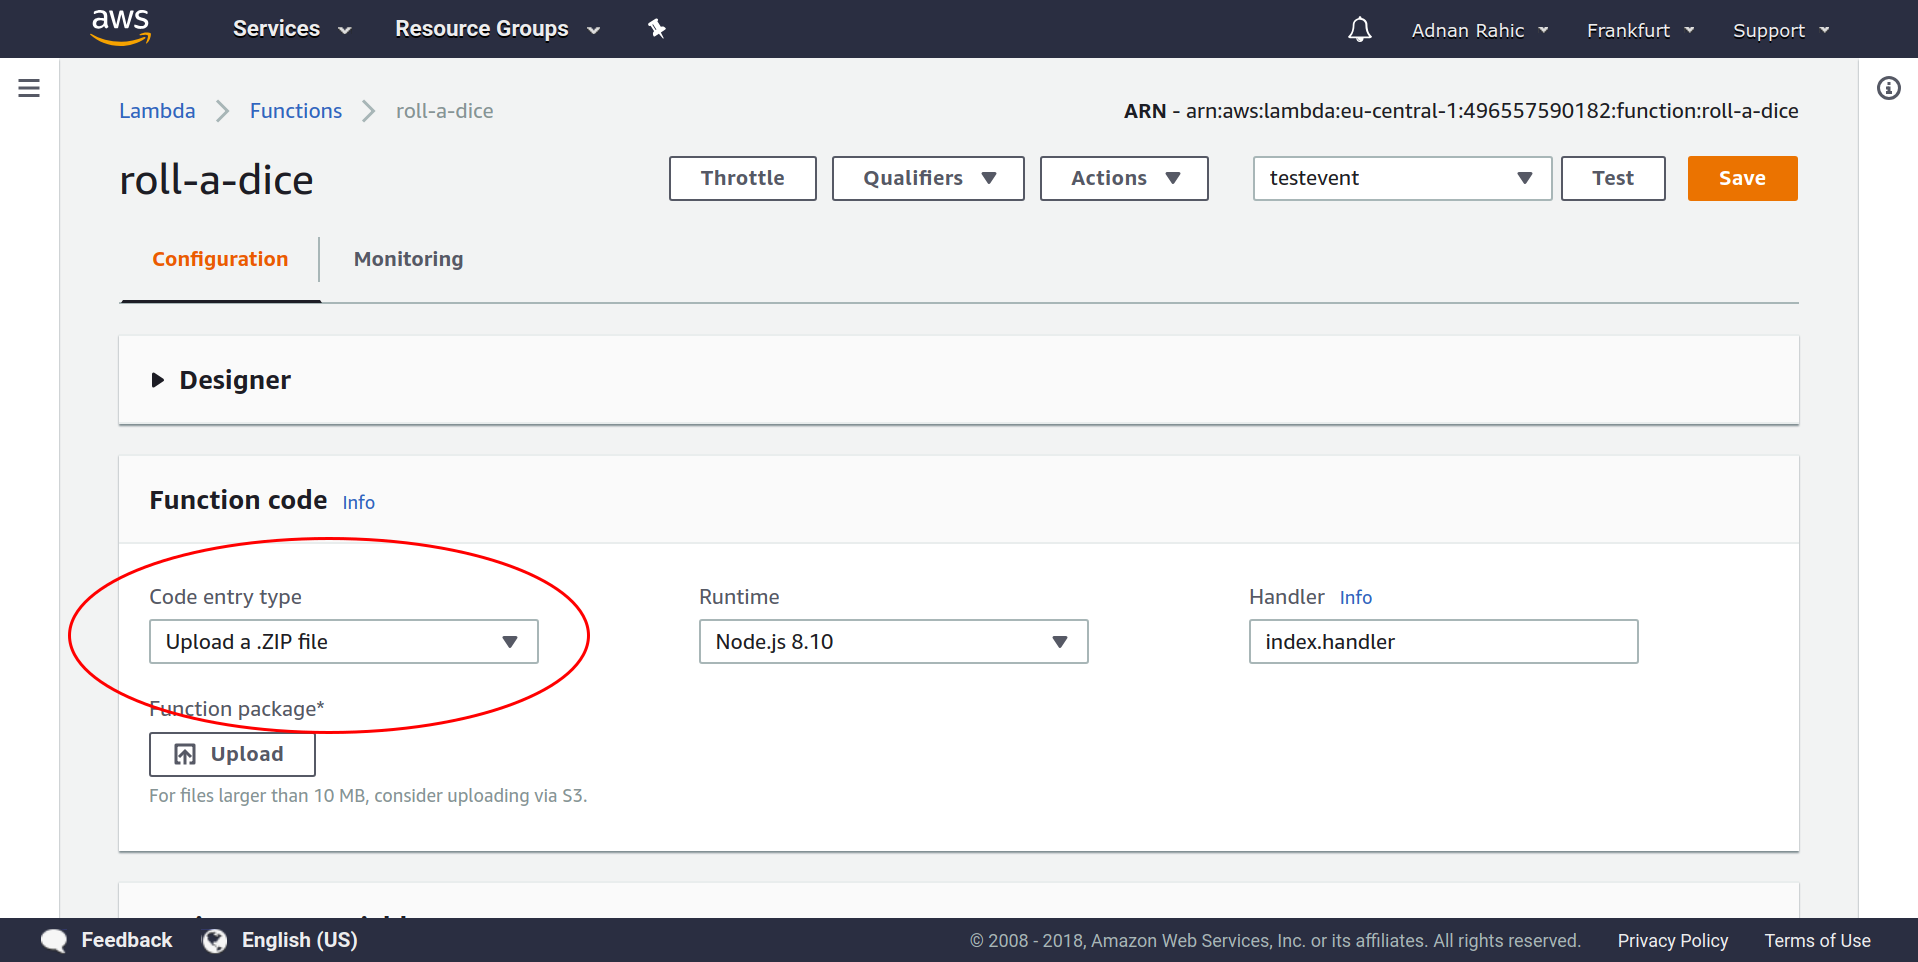 aws Services Resource Groups Adnan Rahic Frankfurt Support
Lambda Functions roll-a-dice ARN - arn:aws:lambda:eu-central-1:496557590182:function:roll-a-dice
roll-a-dice Throttle Qualifiers Actions testevent Test Save
Configuration Monitoring
Designer
Function code Info
Code entry type Runtime Handler Info
Upload a .ZIP file Node.js 8.10 index.handler
Function package*
Upload
For files larger than 10 MB, consider uploading via S3.
Feedback English (US) © 2008 - 2018, Amazon Web Services, Inc. or its affiliates. All rights reserved. Privacy Policy Terms of Use